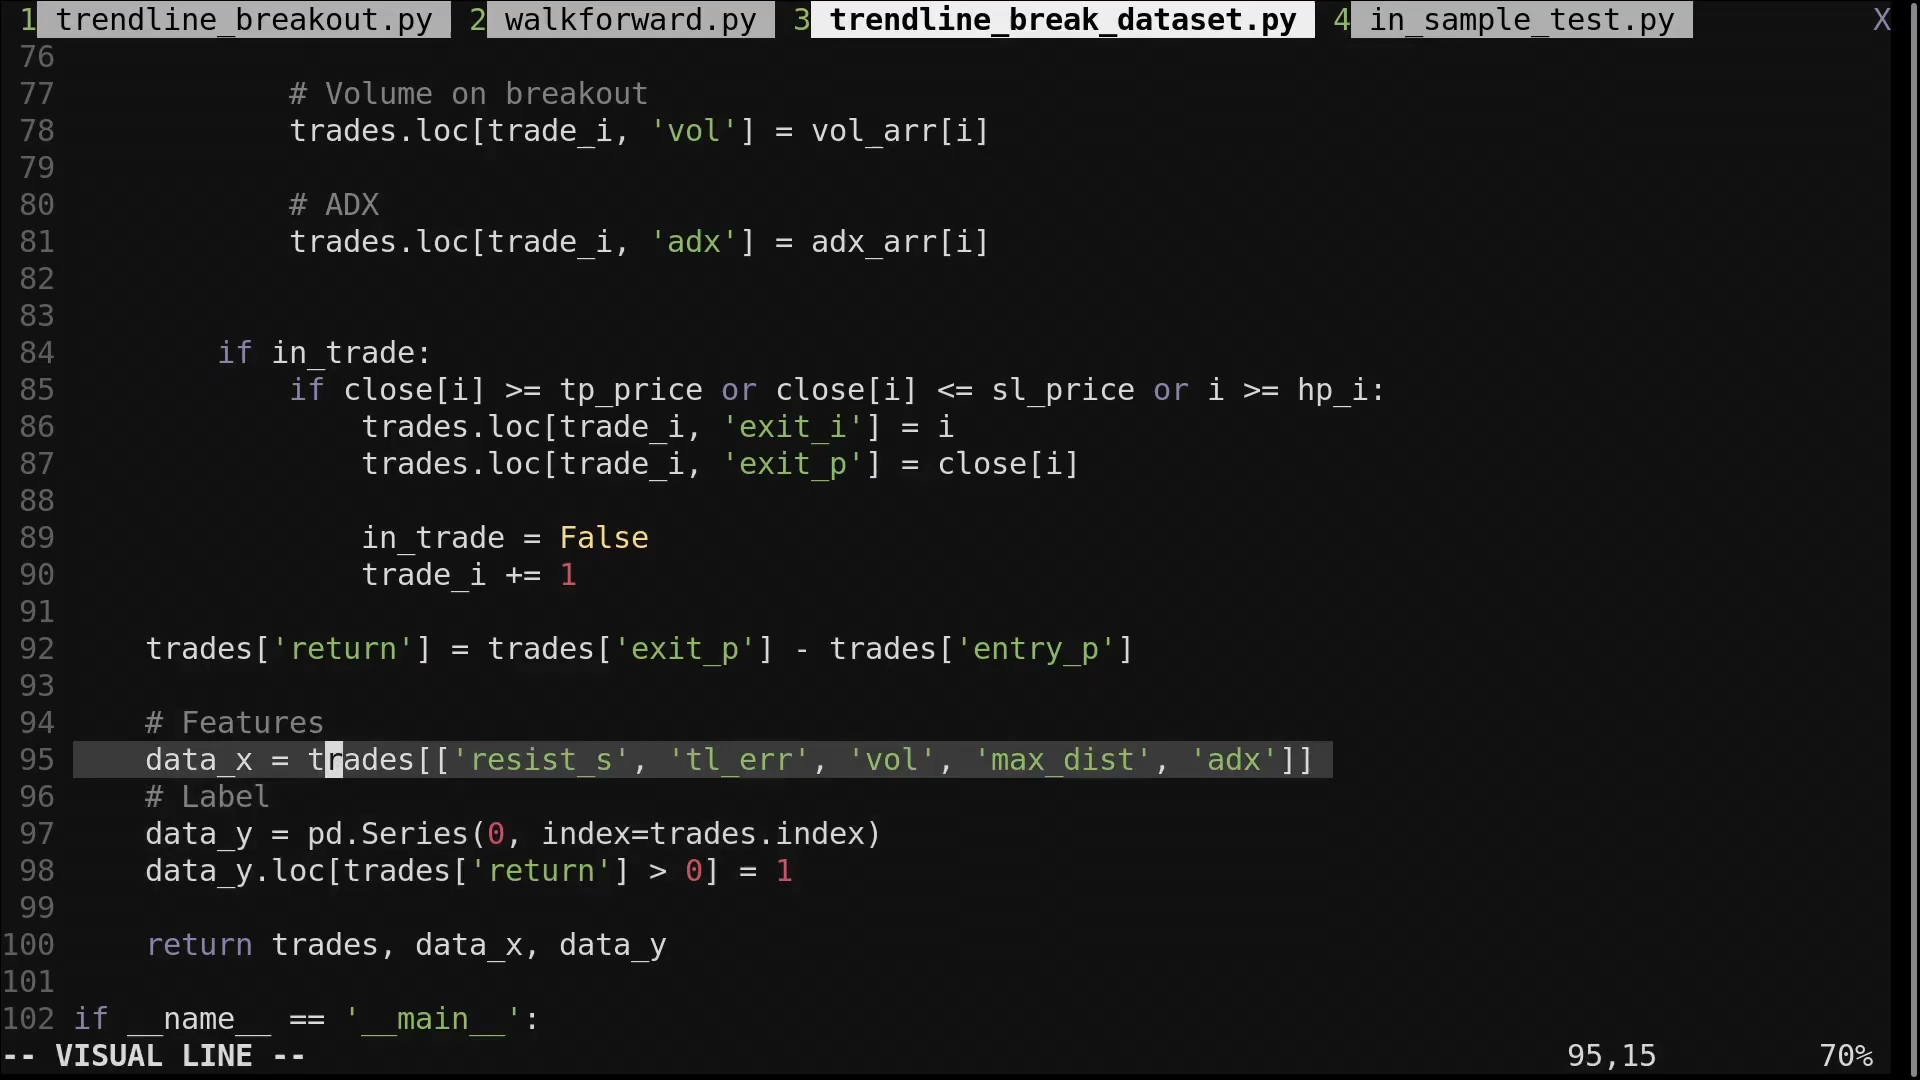 1 trendline_breakout.py 2 walkforward.py 3 trendline_break_dataset.py 4 in_sample_test.py X
76
77             # Volume on breakout
78             trades.loc[trade_i, 'vol'] = vol_arr[i]
79
80             # ADX
81             trades.loc[trade_i, 'adx'] = adx_arr[i]
82
83
84         if in_trade:
85             if close[i] >= tp_price or close[i] <= sl_price or i >= hp_i:
86                 trades.loc[trade_i, 'exit_i'] = i
87                 trades.loc[trade_i, 'exit_p'] = close[i]
88
89                 in_trade = False
90                 trade_i += 1
91
92     trades['return'] = trades['exit_p'] - trades['entry_p']
93
94     # Features
95     data_x = trades[['resist_s', 'tl_err', 'vol', 'max_dist', 'adx']]
96     # Label
97     data_y = pd.Series(0, index=trades.index)
98     data_y.loc[trades['return'] > 0] = 1
99
100     return trades, data_x, data_y
101
102 if __name__ == '__main__':
-- VISUAL LINE -- 95,15 70%